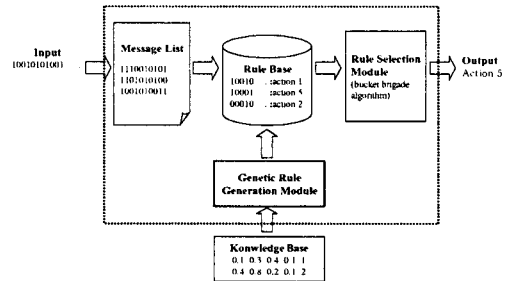 Input
1001010100 1
Message List
1110010101
1101010100
1001010011
Rule Base
10010 :action 1
10001 :action 5
00010 :action 2
Rule Selection
Module
(bucket brigade
algorithm)
Output
Action 5
Genetic Rule
Generation Module
Konwledge Base
0.1 0.3 0.4 0.1 1
0.4 0.8 0.2 0.1 2